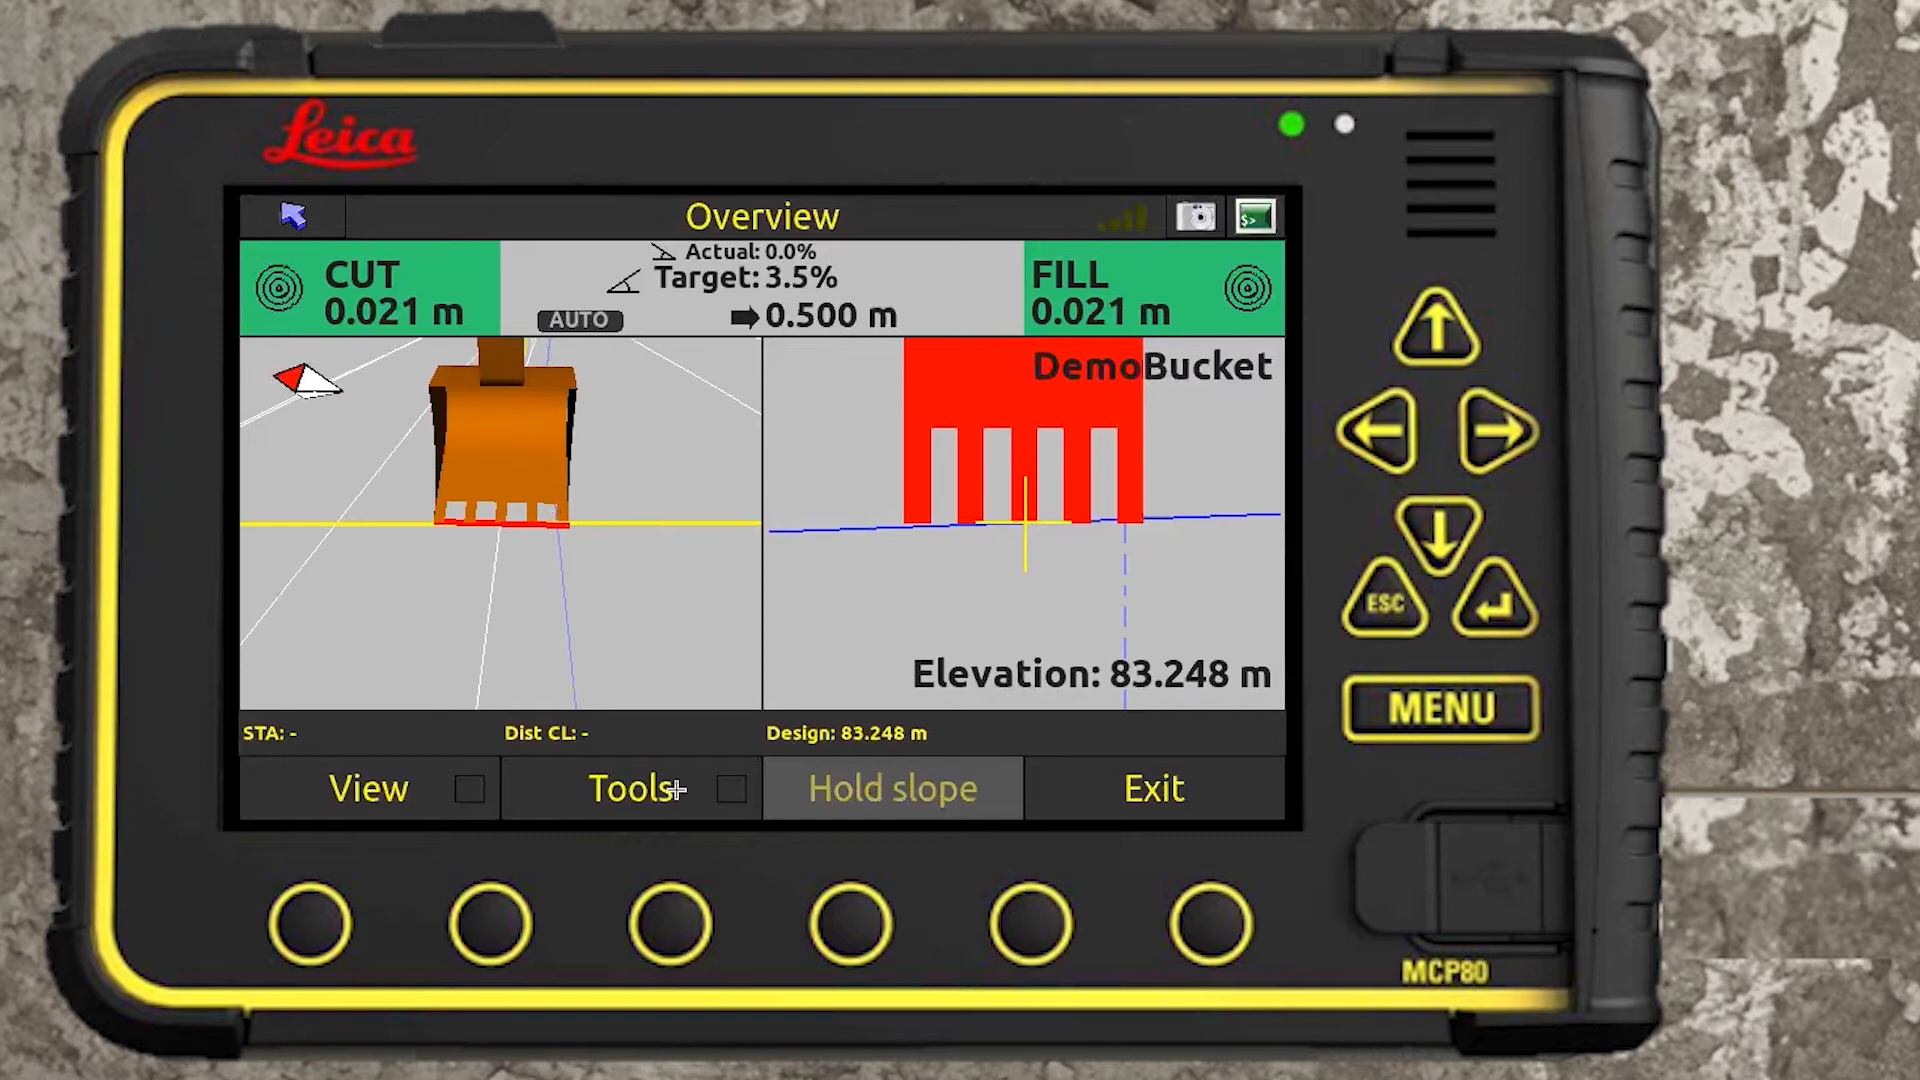 Leica
Overview
$>
CUT
0.021 m
Actual: 0.0%
Target: 3.5%
AUTO
0.500 m
FILL
0.021 m
DemoBucket
Elevation: 83.248 m
STA: -
Dist CL: -
Design: 83.248 m
View
Tools
Hold slope
Exit
ESC
MENU
MCP80